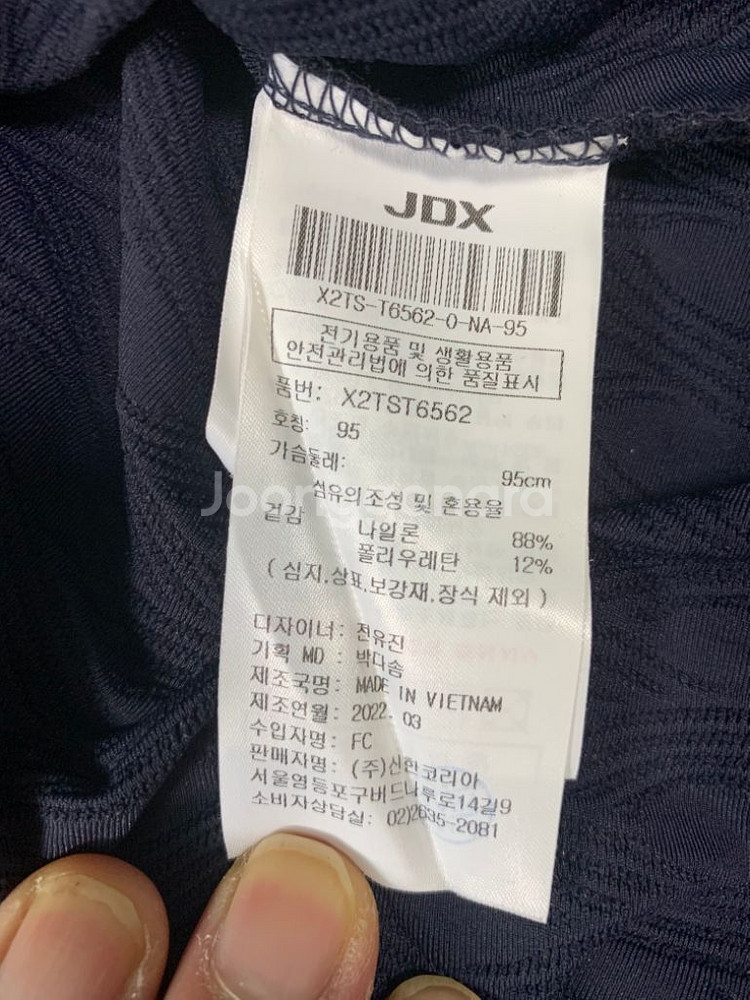 JDX
X2TS-T6562-0-NA-95
전기용품 및 생활용품
안전관리법에 의한 품질표시
품번: X2TST6562
호칭: 95
가슴둘레: 95cm
섬유의조성 및 혼용율
겉감 나일론 88%
폴리우레탄 12%
( 심지.상표.보강재.장식 제외 )
디자이너: 전유진
기획 MD : 박다솜
제조국명: MADE IN VIETNAM
제조연월: 2022. 03
수입자명: FC
판매자명: (주)신한코리아
서울영등포구버드나루로14길9
소비자상담실: 02)2635-2081
Joongonnara